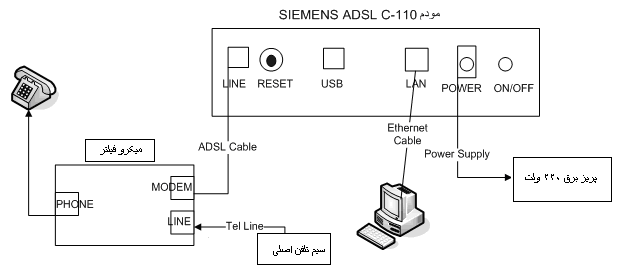 SIEMENS ADSL C-110 مودم
LINE
RESET
USB
LAN
POWER
ON/OFF
ADSL Cable
Ethernet
Cable
Power Supply
پریز برق ۲۲۰ ولت
میکرو فیلتر
MODEM
PHONE
LINE
Tel Line
سیم تلفن اصلی